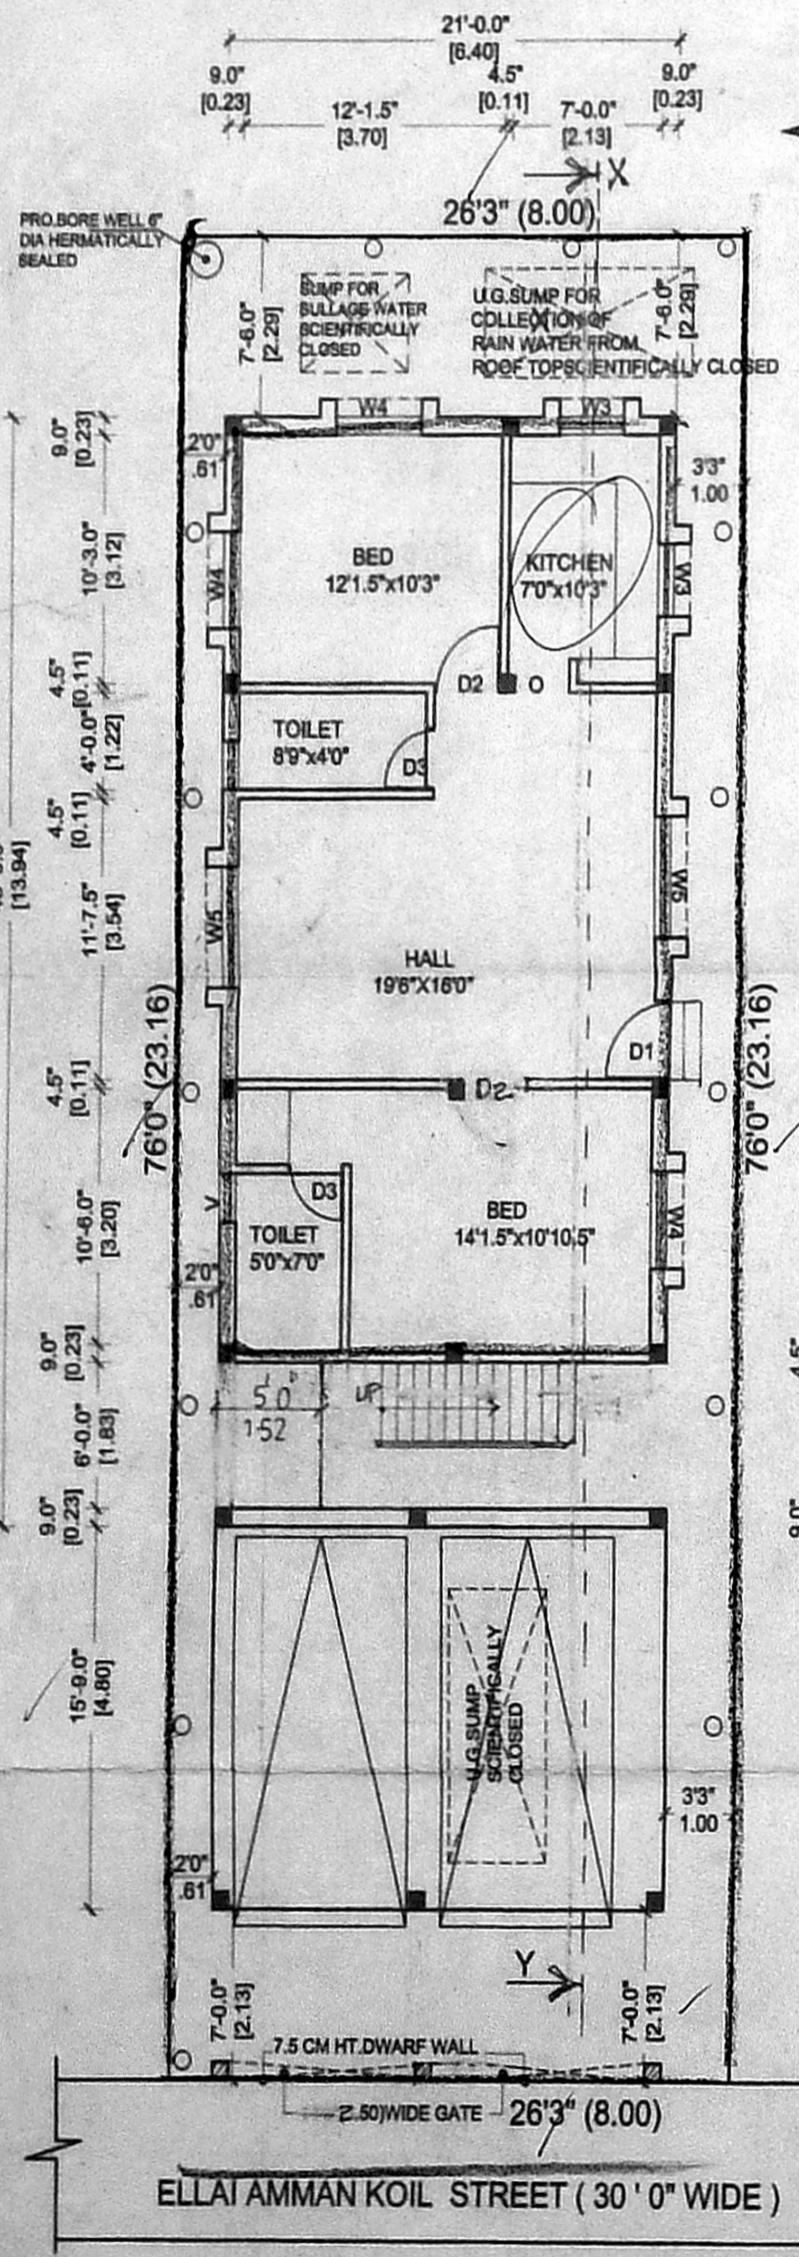 21'-0.0"
[6.40]
9.0"
[0.23]
4.5"
[0.11]
9.0"
[0.23]
12'-1.5"
[3.70]
7'-0.0"
[2.13]
X
26'3" (8.00)
PRO.BORE WELL 6"
DIA HERMATICALLY
SEALED
7'-6.0"
[2.29]
SUMP FOR
SULLAGE WATER
SCIENTIFICALLY
CLOSED
U.G.SUMP FOR
COLLECTION OF
RAIN WATER FROM
ROOF TOPSCIENTIFICALLY CLOSED
7'-6.0"
[2.29]
W4
W3
9.0"
[0.23]
2'0"
.61
3'3"
1.00
10'-3.0"
[3.12]
W4
BED
12'1.5"x10'3"
KITCHEN
7'0"x10'3"
W3
4.5"
[0.11]
D2
O
4'-0.0"
[1.22]
TOILET
8'9"x4'0"
D3
4.5"
[0.11]
[13.94]
11'-7.5"
[3.54]
W5
W5
HALL
19'6"X16'0"
76'0" (23.16)
76'0" (23.16)
D1
4.5"
[0.11]
D2
10'-6.0"
[3.20]
V
D3
TOILET
5'0"x7'0"
BED
14'1.5"x10'10.5"
W4
2'0"
.61
9.0"
[0.23]
4.5"
6'-0.0"
[1.83]
5'0"
1.52
UP
9.0"
[0.23]
9.0"
15'-9.0"
[4.80]
U.G.SUMP
SCIENTIFICALLY
CLOSED
3'3"
1.00
2'0"
.61
Y
7'-0.0"
[2.13]
7'-0.0"
[2.13]
7.5 CM HT.DWARF WALL
2.50)WIDE GATE
26'3" (8.00)
ELLAI AMMAN KOIL STREET ( 30 ' 0" WIDE )